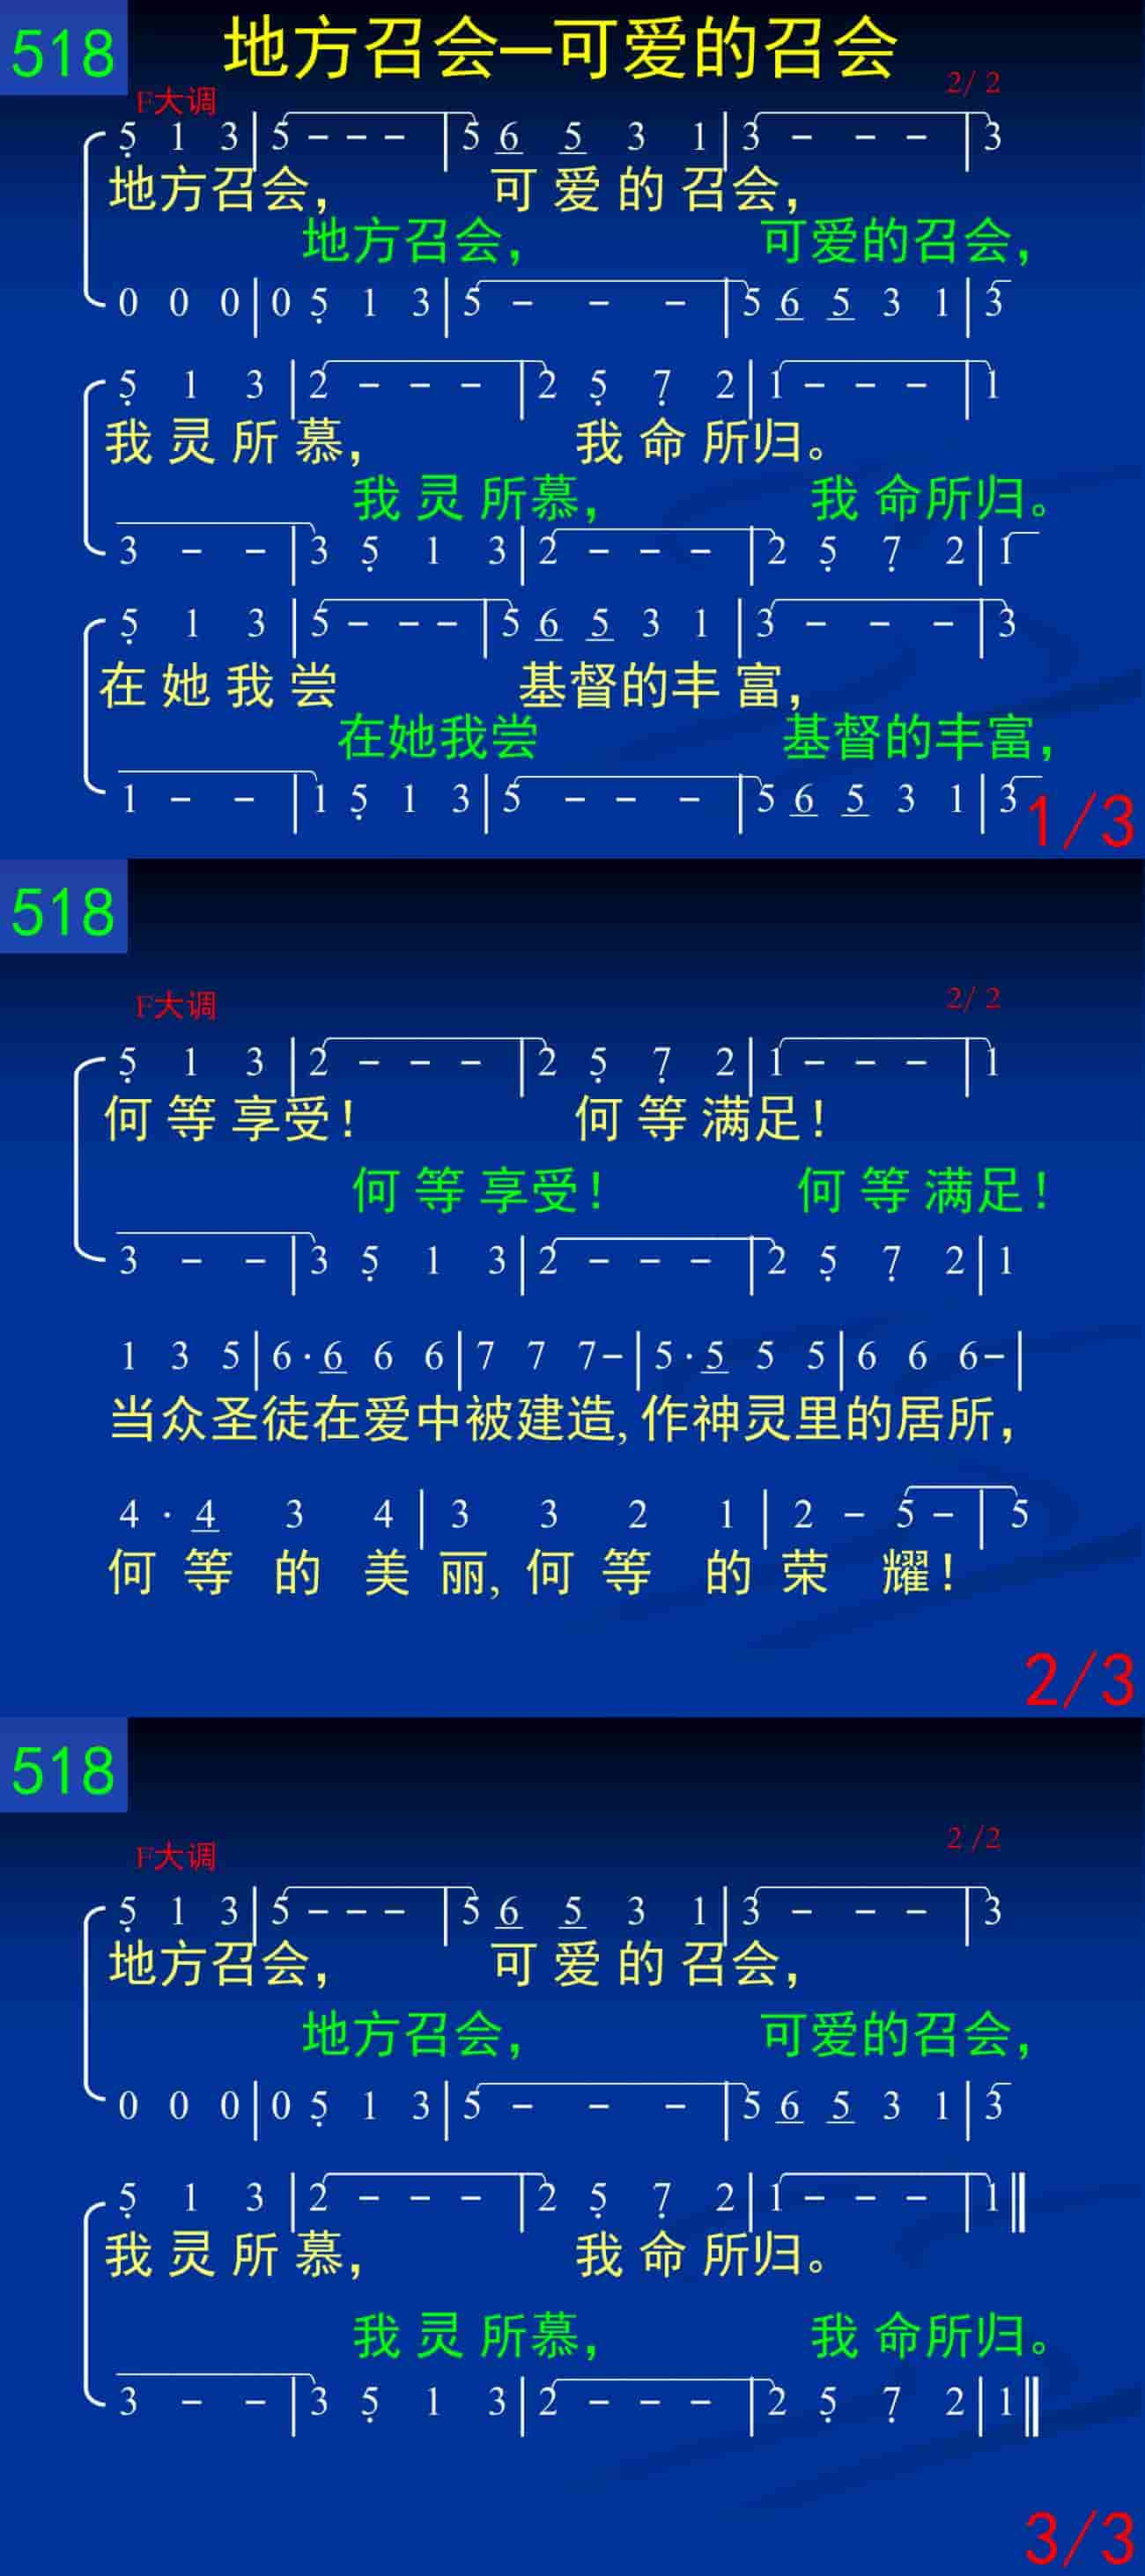 518
地方召会—可爱的召会
F大调 2/ 2
5̣ 1 3 | 5 - - - | 5 6 5 3 1 | 3 - - - | 3
地方召会， 可爱的召会，
地方召会， 可爱的召会，
0 0 0 | 0 5̣ 1 3 | 5 - - - | 5 6 5 3 1 | 3
5̣ 1 3 | 2 - - - | 2 5̣ 7̣ 2 | 1 - - - | 1
我灵所慕， 我命所归。
我灵所慕， 我命所归。
3 - - | 3 5̣ 1 3 | 2 - - - | 2 5̣ 7̣ 2 | 1
5̣ 1 3 | 5 - - - | 5 6 5 3 1 | 3 - - - | 3
在她我尝 基督的丰富，
在她我尝 基督的丰富，
1 - - | 1 5̣ 1 3 | 5 - - - | 5 6 5 3 1 | 3
1/3
518
F大调 2/ 2
5̣ 1 3 | 2 - - - | 2 5̣ 7̣ 2 | 1 - - - | 1
何等享受！ 何等满足！
何等享受！ 何等满足！
3 - - | 3 5̣ 1 3 | 2 - - - | 2 5̣ 7̣ 2 | 1
1 3 5 | 6 · 6 6 6 | 7 7 7 - | 5 · 5 5 5 | 6 6 6 - |
当众圣徒在爱中被建造,作神灵里的居所，
4 · 4 3 4 | 3 3 2 1 | 2 - 5 - | 5
何等的美丽,何等的荣耀！
2/3
518
F大调 2 /2
5̣ 1 3 | 5 - - - | 5 6 5 3 1 | 3 - - - | 3
地方召会， 可爱的召会，
地方召会， 可爱的召会，
0 0 0 | 0 5̣ 1 3 | 5 - - - | 5 6 5 3 1 | 3
5̣ 1 3 | 2 - - - | 2 5̣ 7̣ 2 | 1 - - - | 1 ‖
我灵所慕， 我命所归。
我灵所慕， 我命所归。
3 - - | 3 5̣ 1 3 | 2 - - - | 2 5̣ 7̣ 2 | 1 ‖
3/3